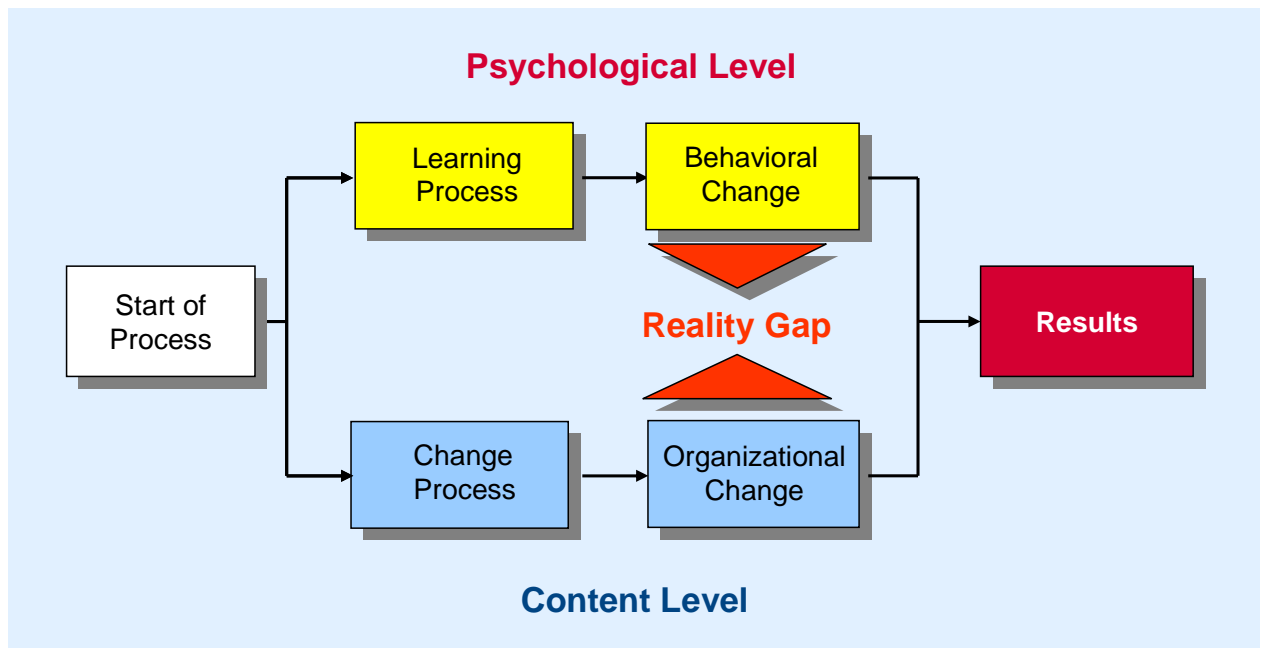 Psychological Level
Learning
Process
Behavioral
Change
Start of
Process
Reality Gap
Results
Change
Process
Organizational
Change
Content Level